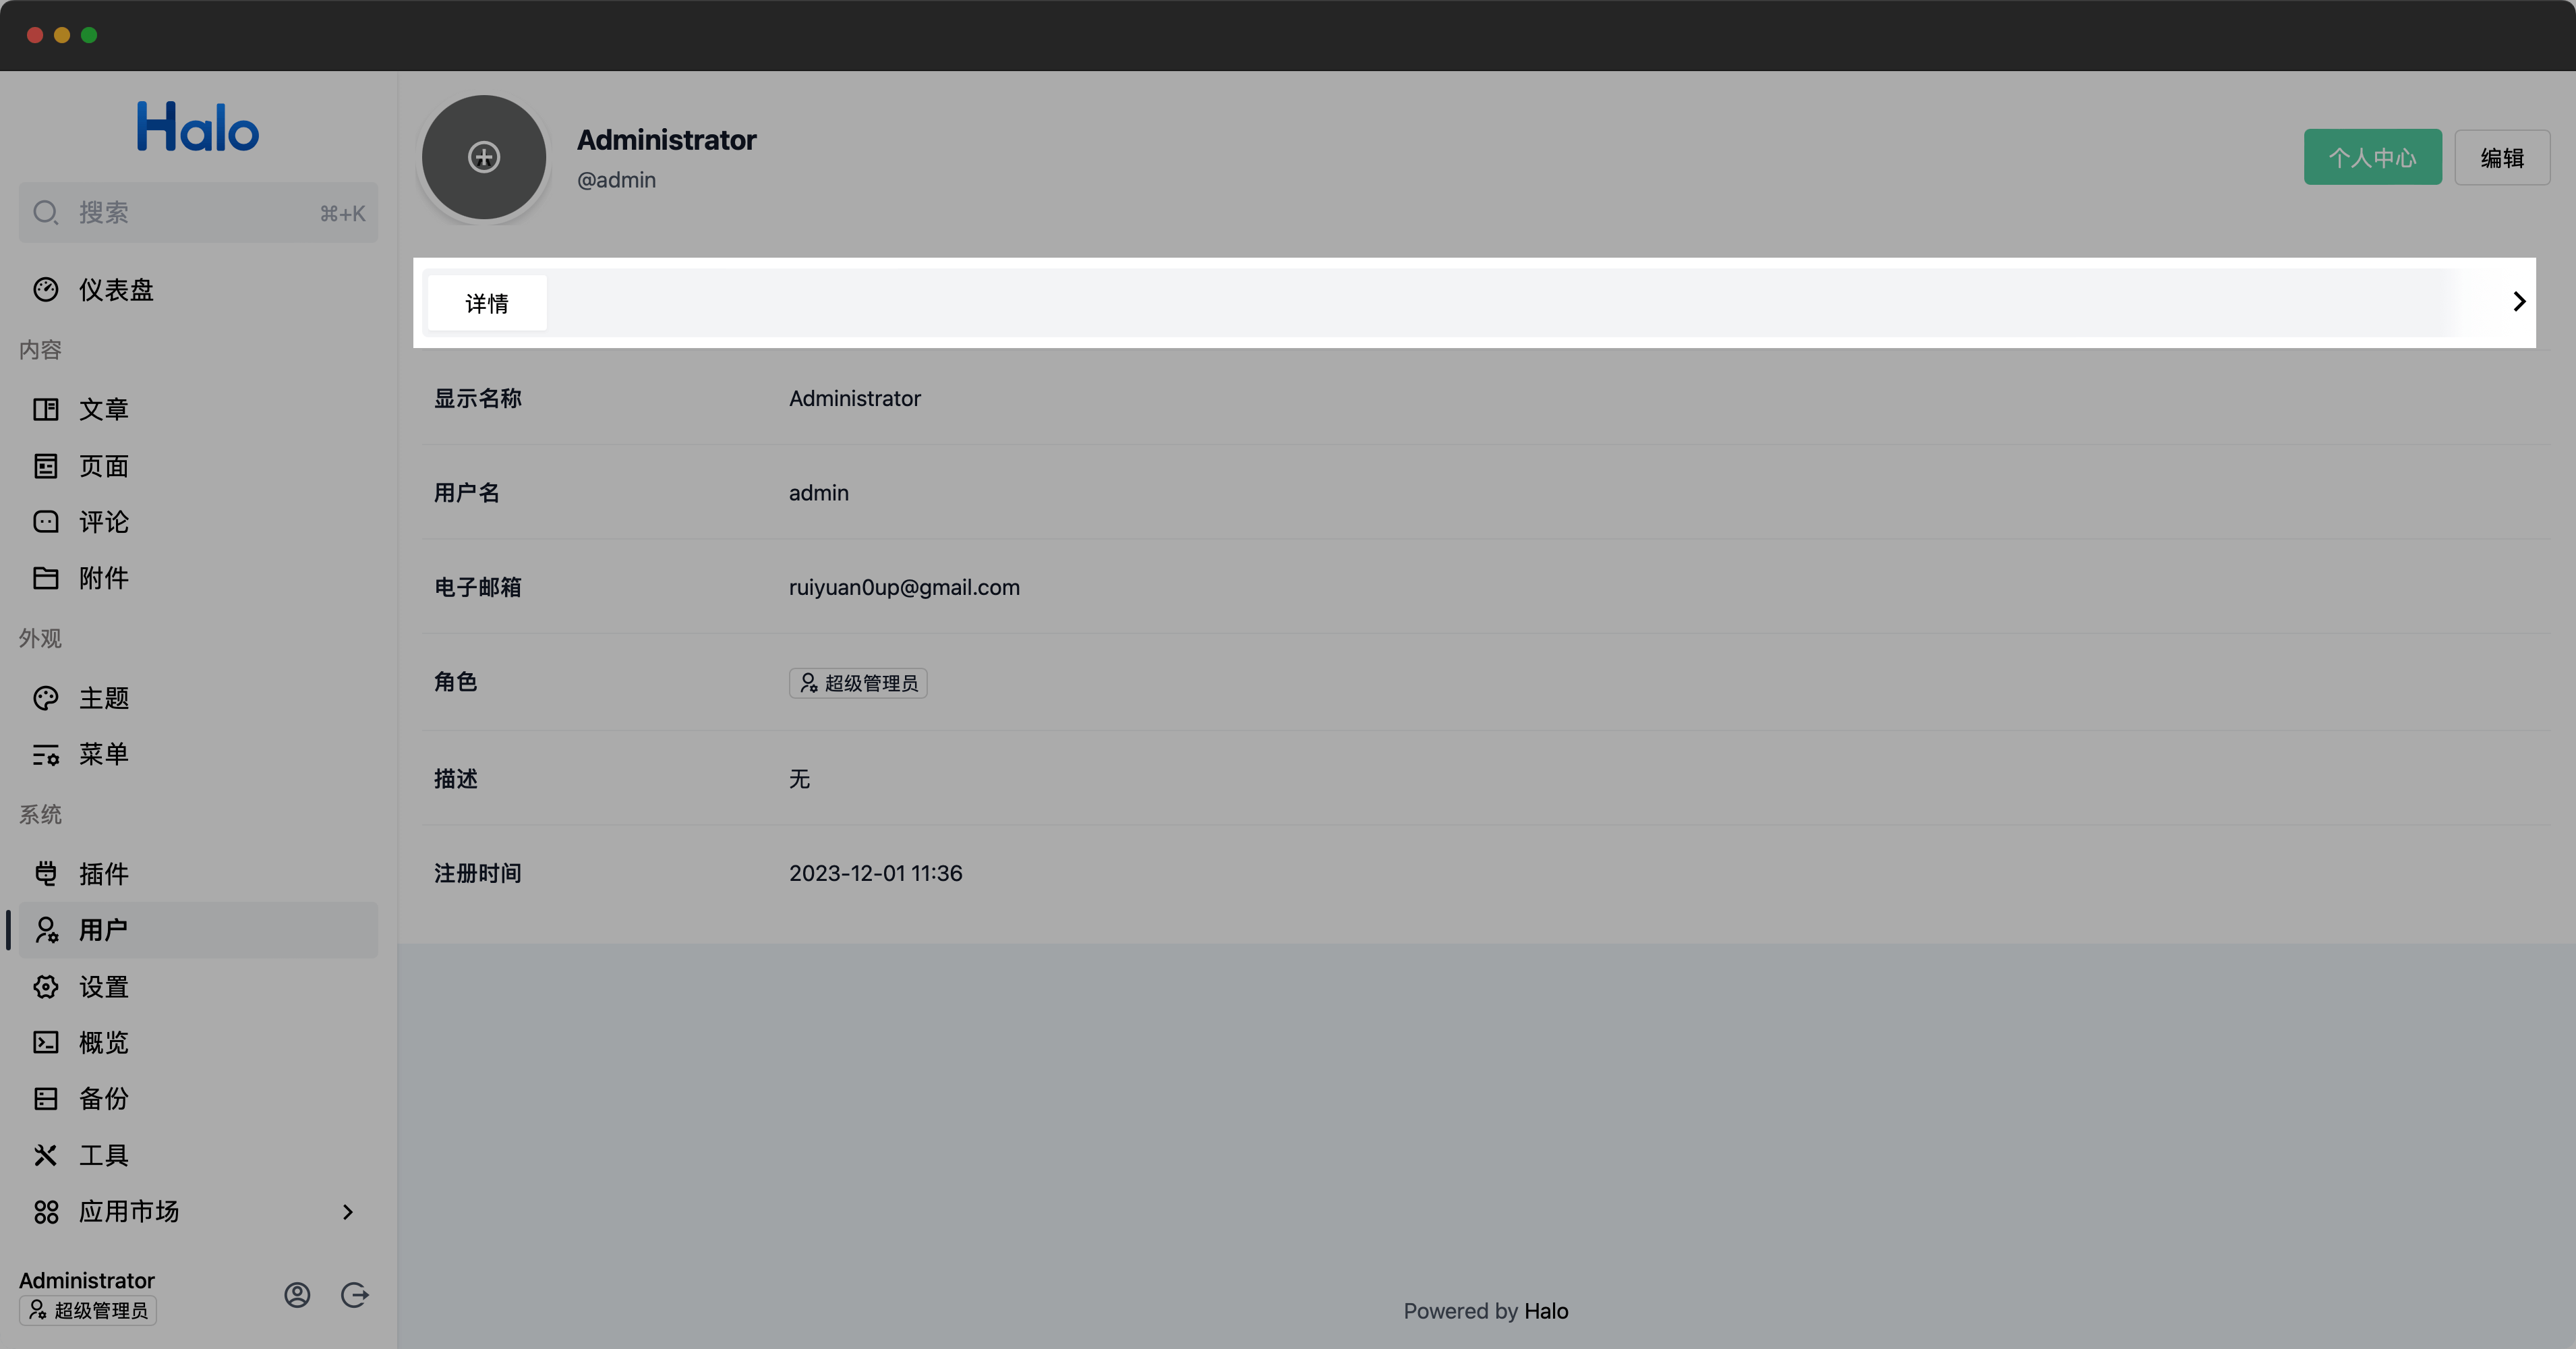 Halo
搜索 ⌘+K
仪表盘
内容
文章
页面
评论
附件
外观
主题
菜单
系统
插件
用户
设置
概览
备份
工具
应用市场
Administrator
超级管理员
Administrator
@admin
个人中心 编辑
详情
显示名称 Administrator
用户名 admin
电子邮箱 ruiyuan0up@gmail.com
角色 超级管理员
描述 无
注册时间 2023-12-01 11:36
Powered by Halo